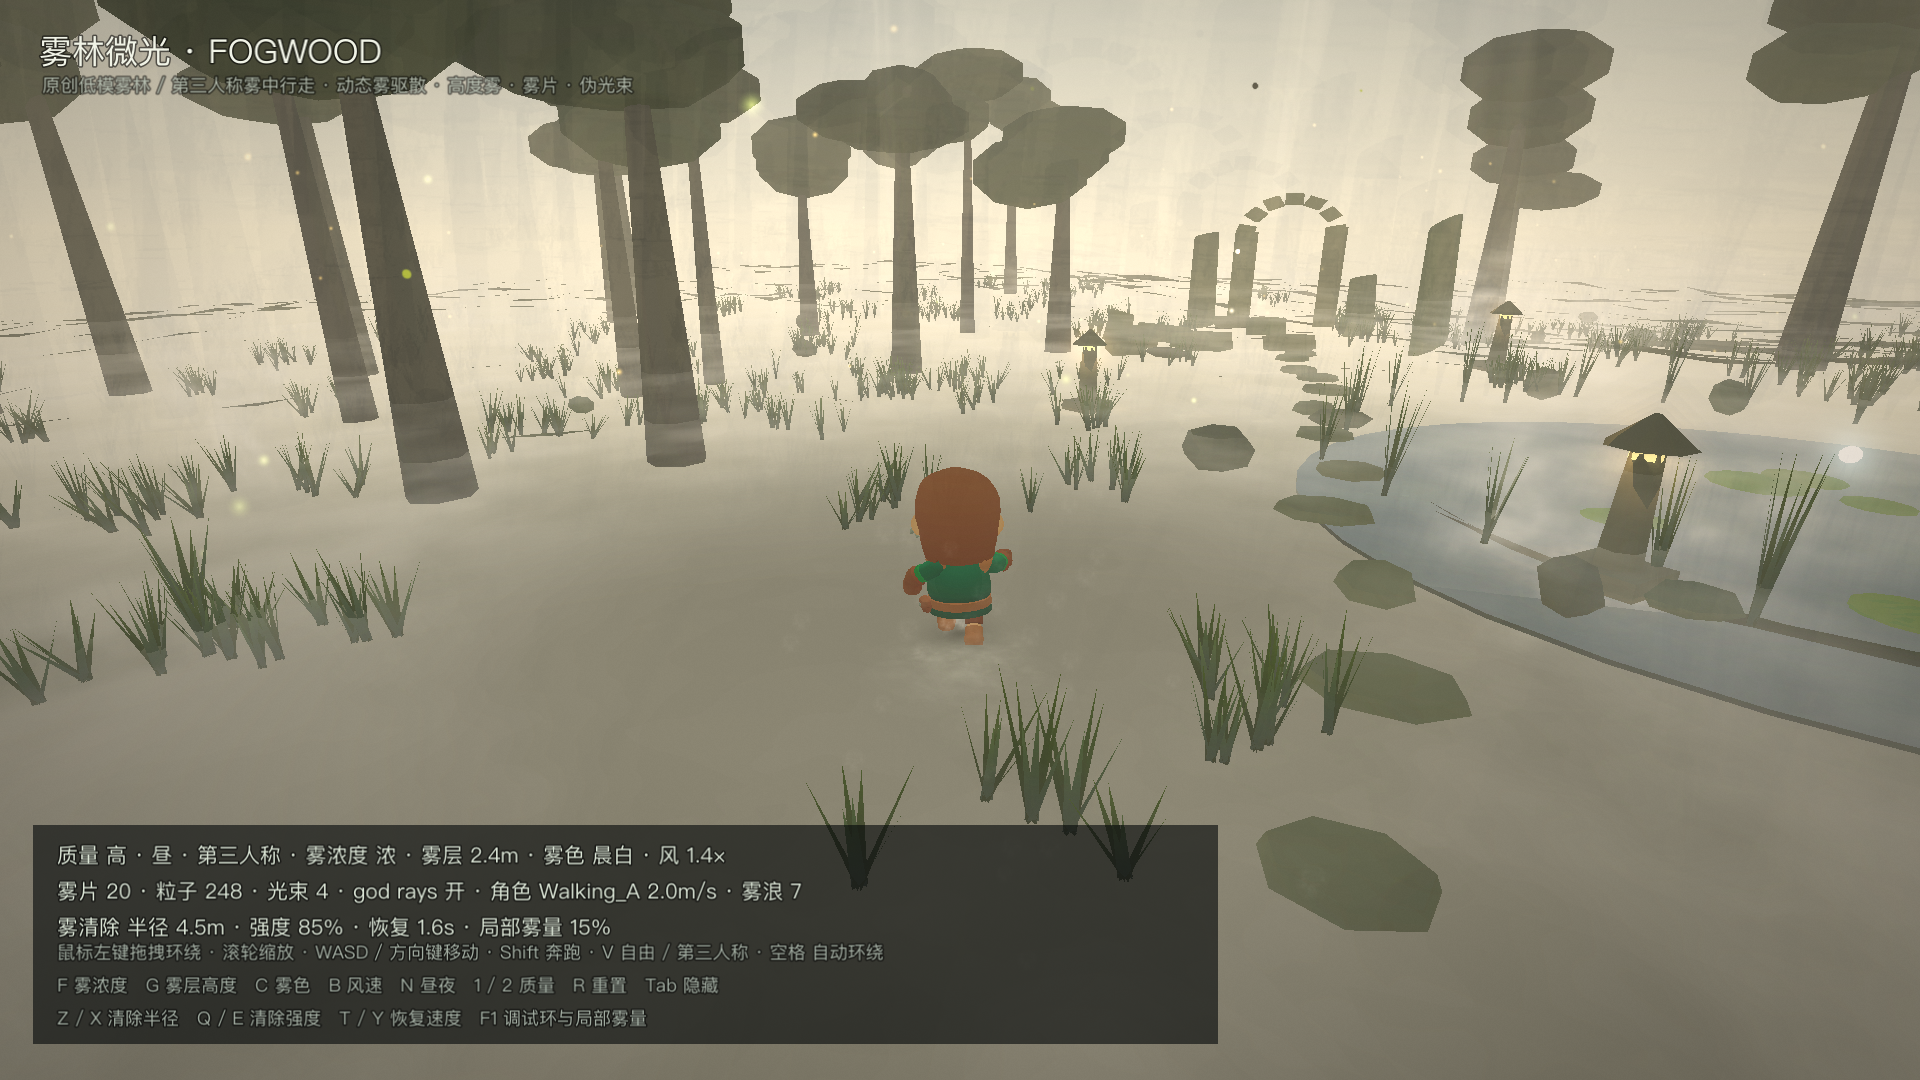 雾林微光 · FOGWOOD
原创低模雾林 / 第三人称雾中行走 · 动态雾驱散 · 高度雾 · 雾片 · 伪光束
质量 高 · 昼 · 第三人称 · 雾浓度 浓 · 雾层 2.4m · 雾色 晨白 · 风 1.4×
雾片 20 · 粒子 248 · 光束 4 · god rays 开 · 角色 Walking_A 2.0m/s · 雾浪 7
雾清除 半径 4.5m · 强度 85% · 恢复 1.6s · 局部雾量 15%
鼠标左键拖拽环绕 · 滚轮缩放 · WASD / 方向键移动 · Shift 奔跑 · V 自由 / 第三人称 · 空格 自动环绕
F 雾浓度 G 雾层高度 C 雾色 B 风速 N 昼夜 1 / 2 质量 R 重置 Tab 隐藏
Z / X 清除半径 Q / E 清除强度 T / Y 恢复速度 F1 调试环与局部雾量